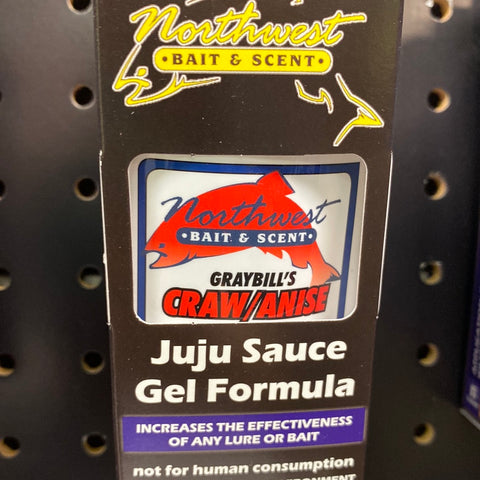 Northwest
• BAIT & SCENT •
Northwest
• BAIT & SCENT •
GRAYBILL'S
CRAW/ANISE
Juju Sauce
Gel Formula
INCREASES THE EFFECTIVENESS
OF ANY LURE OR BAIT
not for human consumption